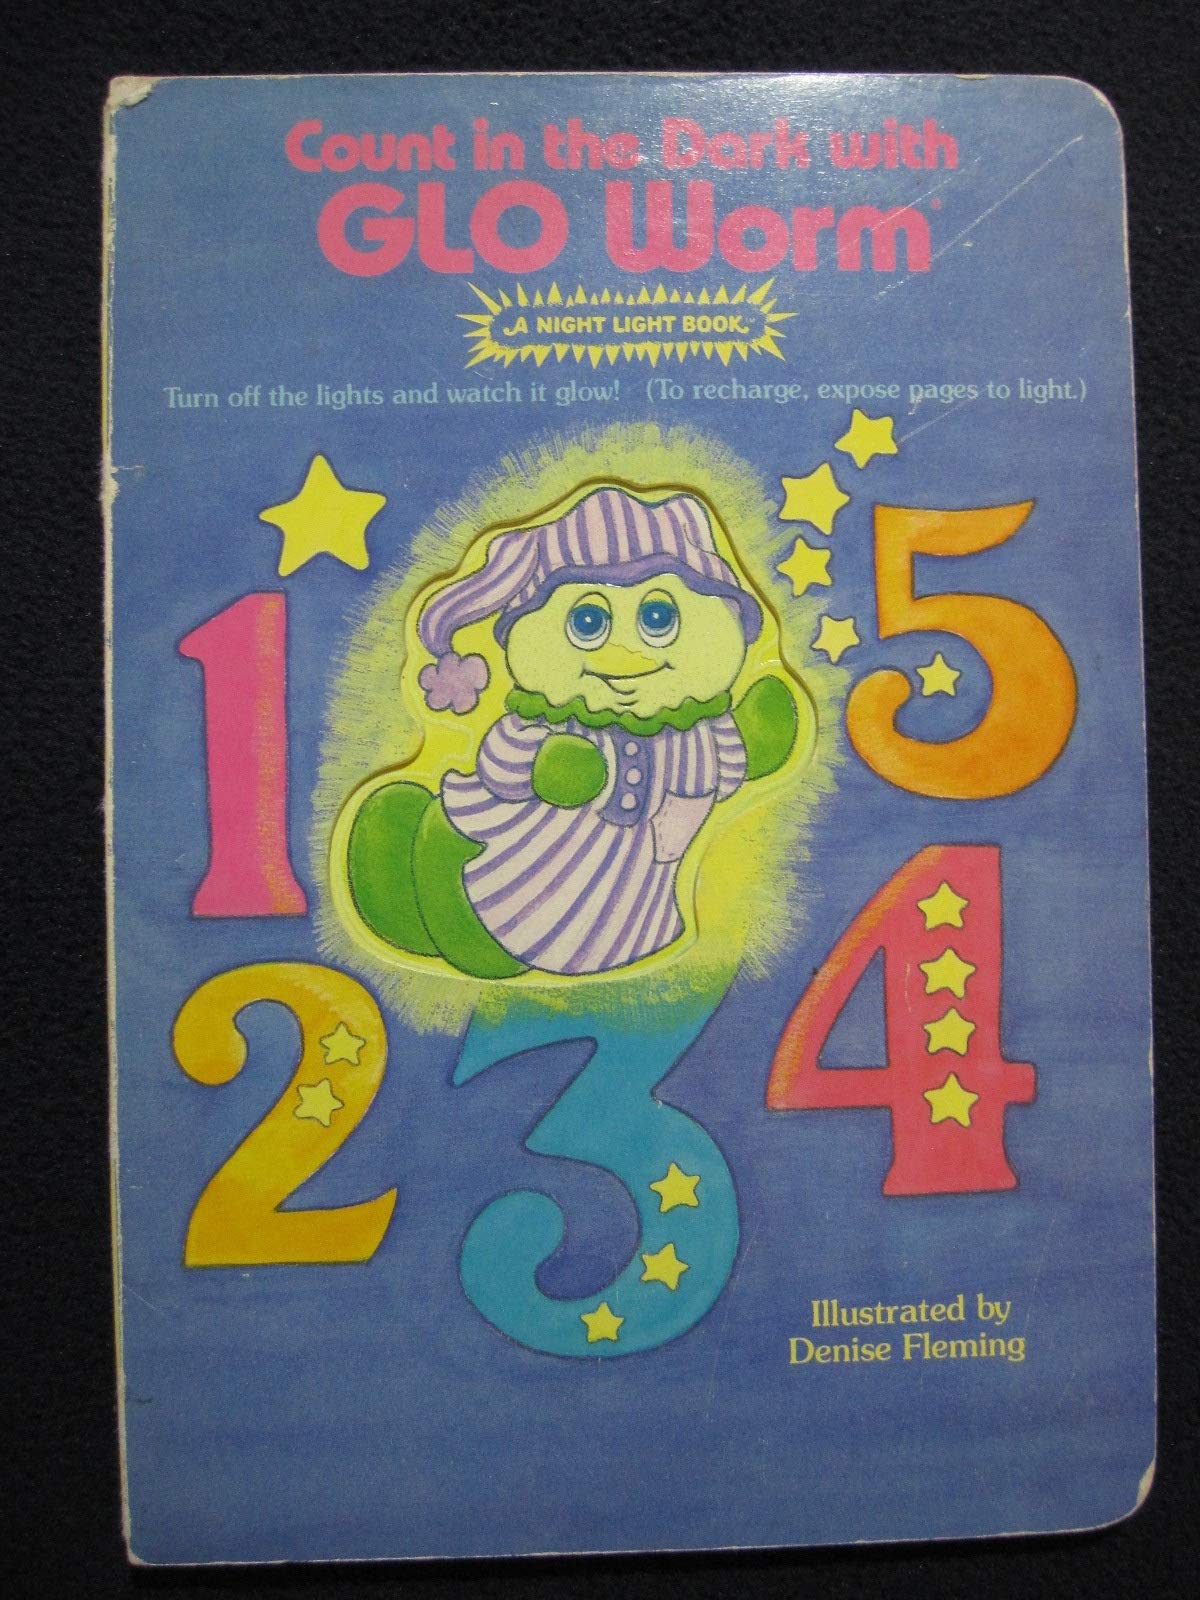 Count in the Dark with
GLO Worm®
A NIGHT LIGHT BOOK™
Turn off the lights and watch it glow! (To recharge, expose pages to light.)
1
5
4
2
3
Illustrated by
Denise Fleming